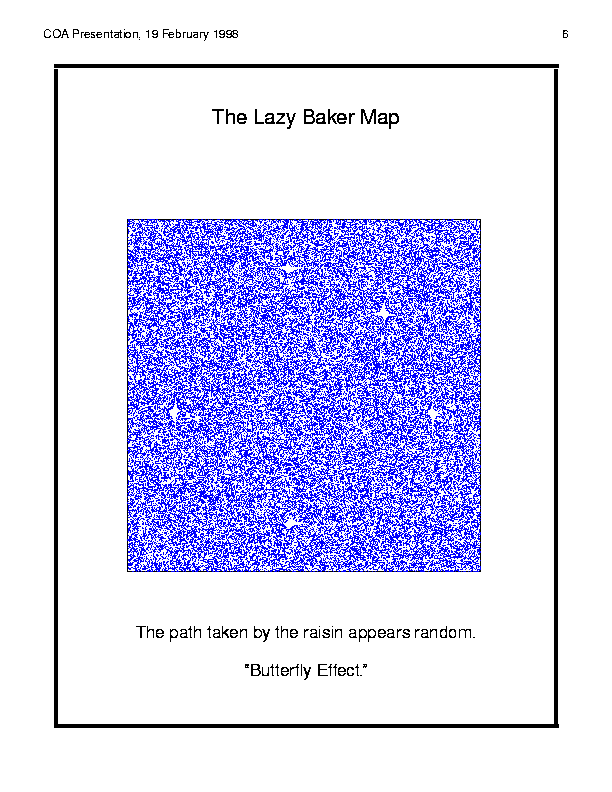 COA Presentation, 19 February 1998
6
The Lazy Baker Map
The path taken by the raisin appears random.
“Butterfly Effect.”